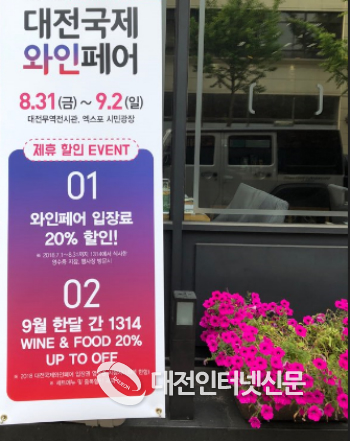 대전국제
와인페어
8.31(금) ~ 9.2(일)
대전무역전시관, 엑스포 시민광장
제휴 할인 EVENT
01
와인페어 입장료
20% 할인!
02
9월 한달 간 1314
WINE & FOOD 20%
UP TO OFF
대전인터넷신문